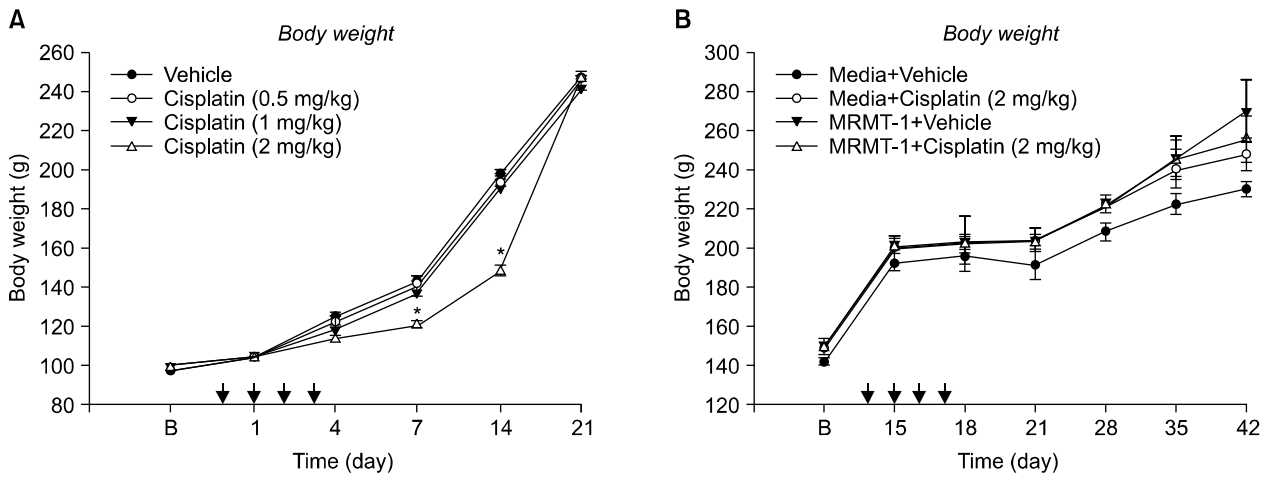 A
Body weight
Body weight (g)
260
240
220
200
180
160
140
120
100
80
Vehicle
Cisplatin (0.5 mg/kg)
Cisplatin (1 mg/kg)
Cisplatin (2 mg/kg)
*
*
B 1 4 7 14 21
Time (day)
B
Body weight
Body weight (g)
300
280
260
240
220
200
180
160
140
120
Media+Vehicle
Media+Cisplatin (2 mg/kg)
MRMT-1+Vehicle
MRMT-1+Cisplatin (2 mg/kg)
B 15 18 21 28 35 42
Time (day)